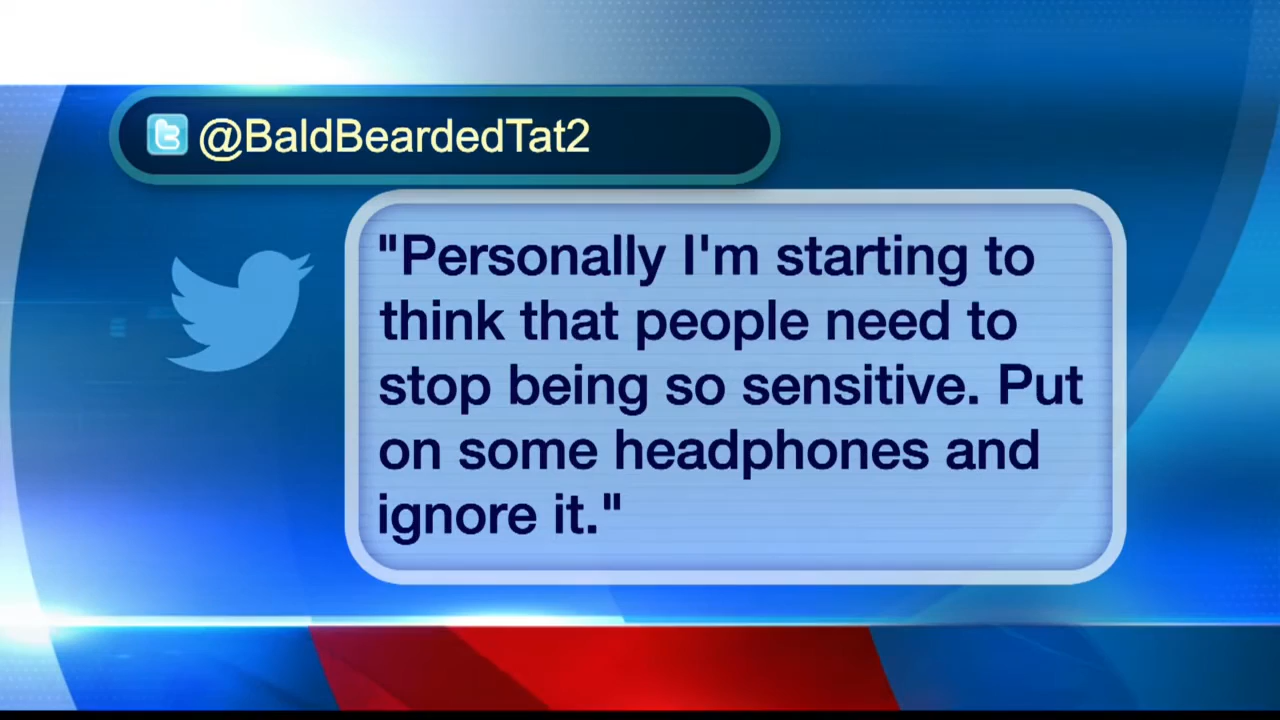 @BaldBeardedTat2
"Personally I'm starting to
think that people need to
stop being so sensitive. Put
on some headphones and
ignore it."